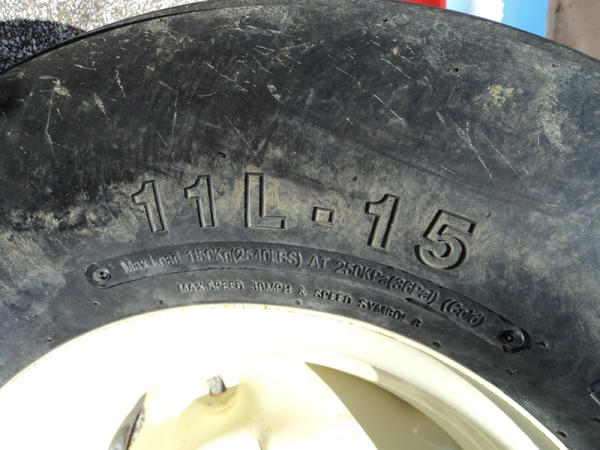 11L-15
Max Load 1150Kg(2540LBS) AT 250KPa(36Psi) (Cold)
MAX.SPEED 30MPH & SPEED SYMBOL